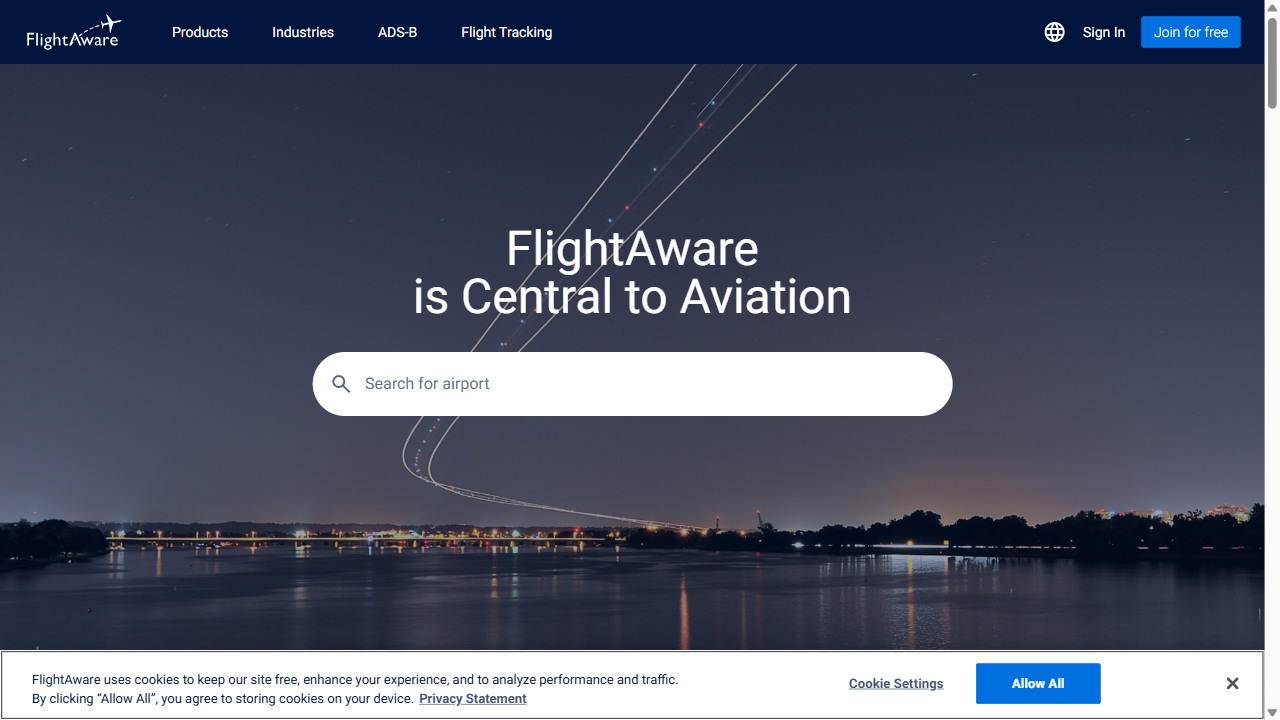 FlightAware
Products
Industries
ADS-B
Flight Tracking
Sign In
Join for free
FlightAware
is Central to Aviation
Search for airport
FlightAware uses cookies to keep our site free, enhance your experience, and to analyze performance and traffic.
By clicking “Allow All”, you agree to storing cookies on your device. Privacy Statement
Cookie Settings
Allow All